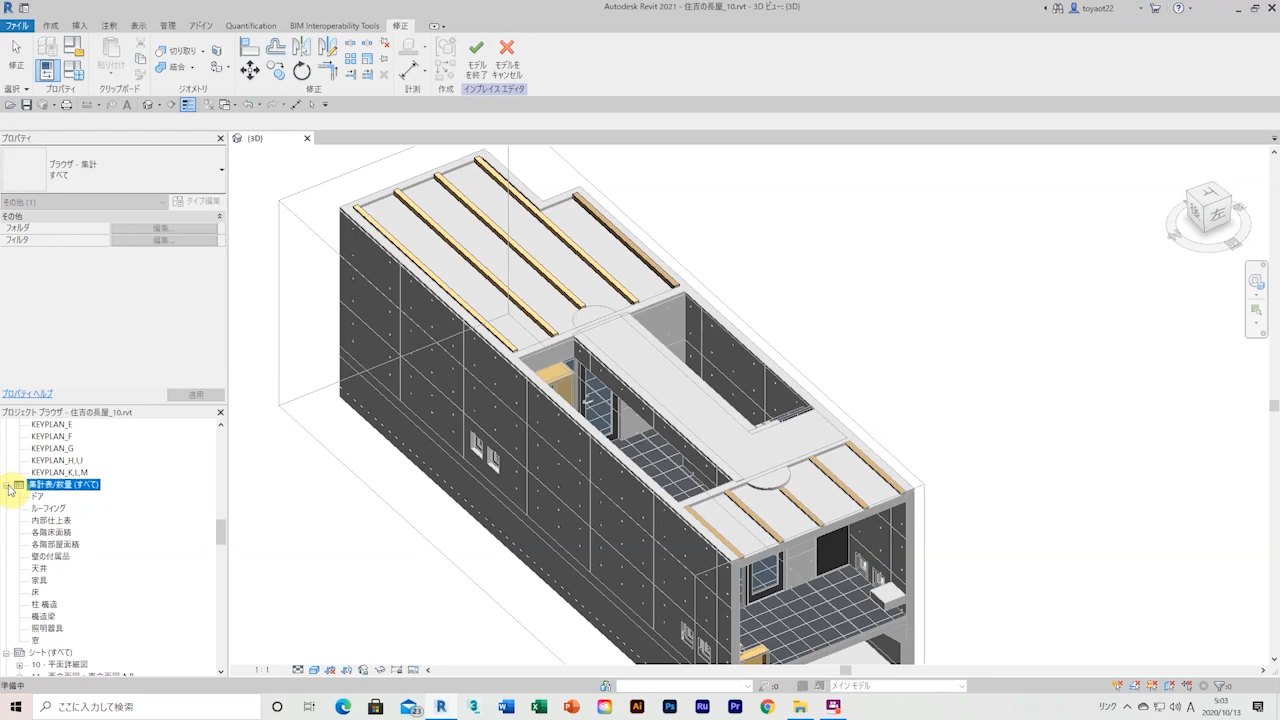 Autodesk Revit 2021 - 住吉の長屋_10.rvt - 3D ビュー: {3D}
toyaot22
ファイル 作成 挿入 注釈 表示 管理 アドイン Quantification BIM Interoperability Tools 修正
修正 貼り付け 切り取り 結合 モデルを終了 モデルをキャンセル
選択 プロパティ クリップボード ジオメトリ 修正 計測 作成 インプレイス エディタ
プロパティ
{3D}
ブラウザ - 集計
すべて
その他 (1) タイプ編集
その他
フォルダ 編集...
フィルタ 編集...
プロパティ ヘルプ 適用
プロジェクト ブラウザ - 住吉の長屋_10.rvt
KEYPLAN_E
KEYPLAN_F
KEYPLAN_G
KEYPLAN_H,I,J
KEYPLAN_K,L,M
集計表/数量 (すべて)
ドア
ルーフィング
内部仕上表
各階床面積
各階部屋面積
壁の付属品
天井
家具
床
柱 構造
構造梁
照明器具
窓
シート (すべて)
10 - 平面詳細図
1 : 1
準備中
:0
メイン モデル
:0
ここに入力して検索
リンク
A
5:03
2020/10/13
23
左